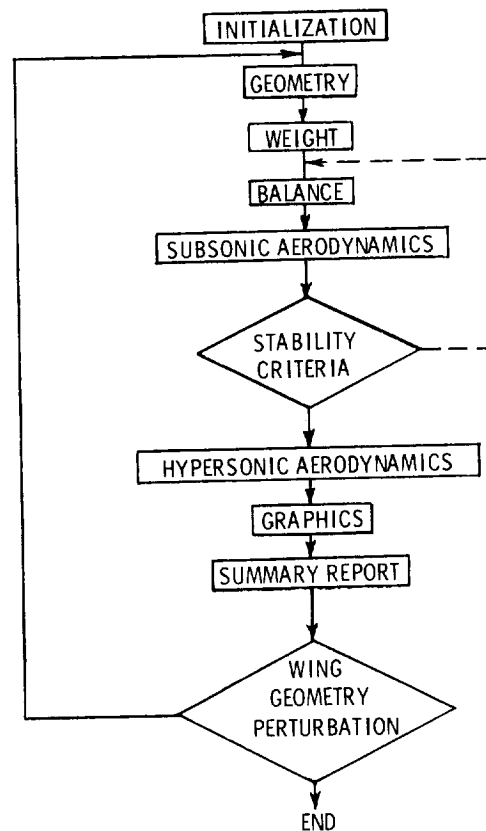 INITIALIZATION
GEOMETRY
WEIGHT
BALANCE
SUBSONIC AERODYNAMICS
STABILITY
CRITERIA
HYPERSONIC AERODYNAMICS
GRAPHICS
SUMMARY REPORT
WING
GEOMETRY
PERTURBATION
END